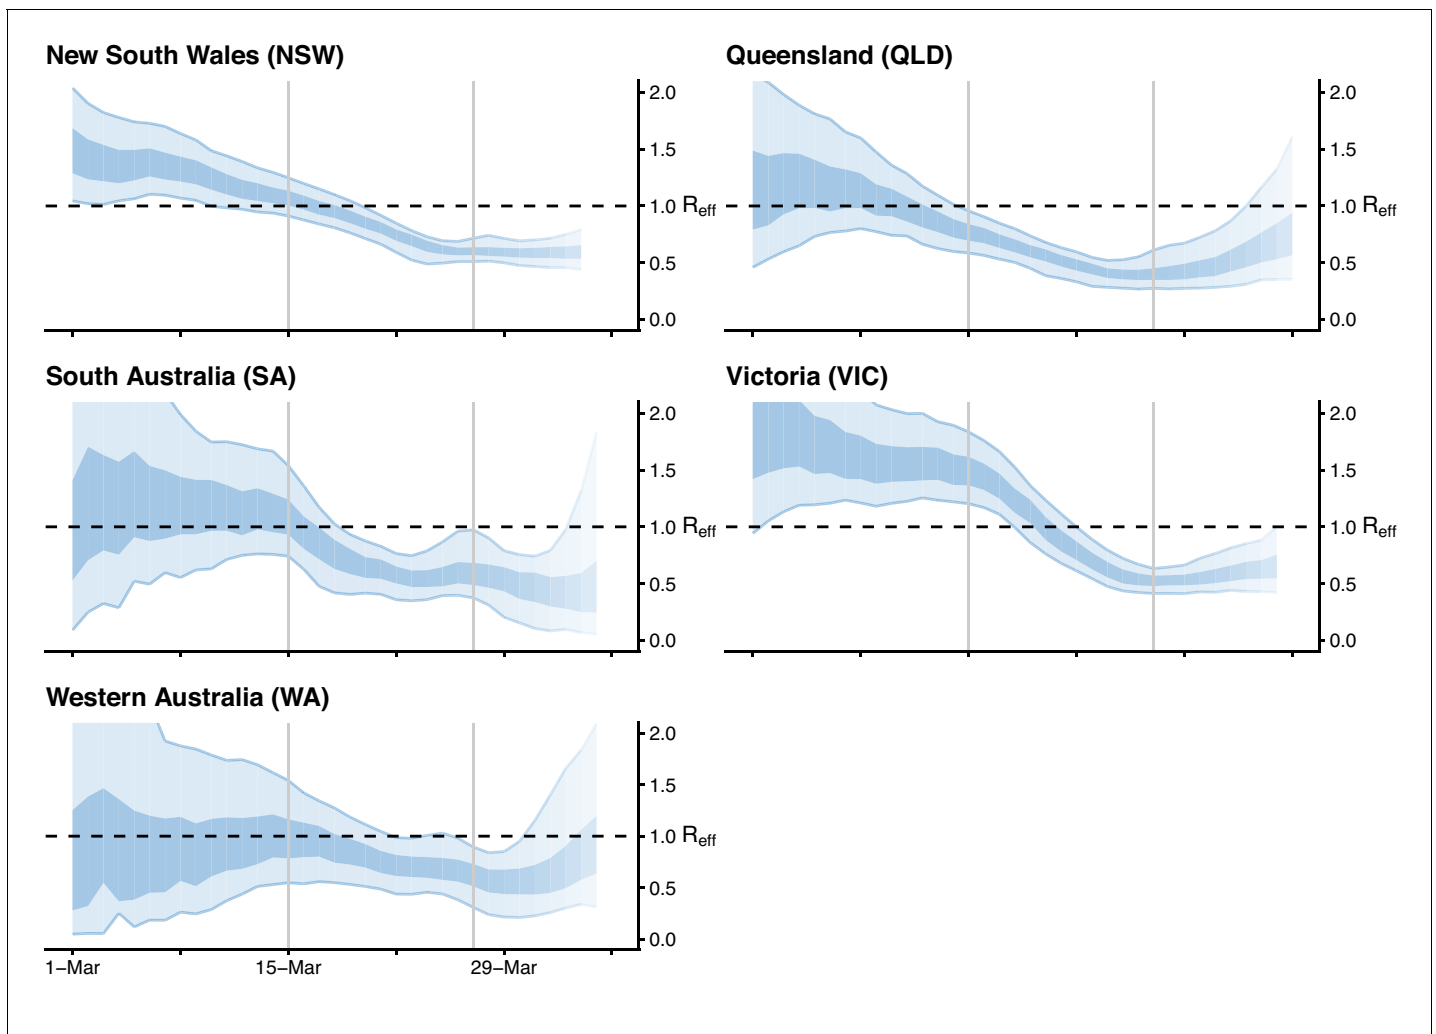 New South Wales (NSW)
2.0
1.5
1.0 Reff
0.5
0.0
Queensland (QLD)
2.0
1.5
1.0 Reff
0.5
0.0
South Australia (SA)
2.0
1.5
1.0 Reff
0.5
0.0
Victoria (VIC)
2.0
1.5
1.0 Reff
0.5
0.0
Western Australia (WA)
2.0
1.5
1.0 Reff
0.5
0.0
1–Mar 15–Mar 29–Mar